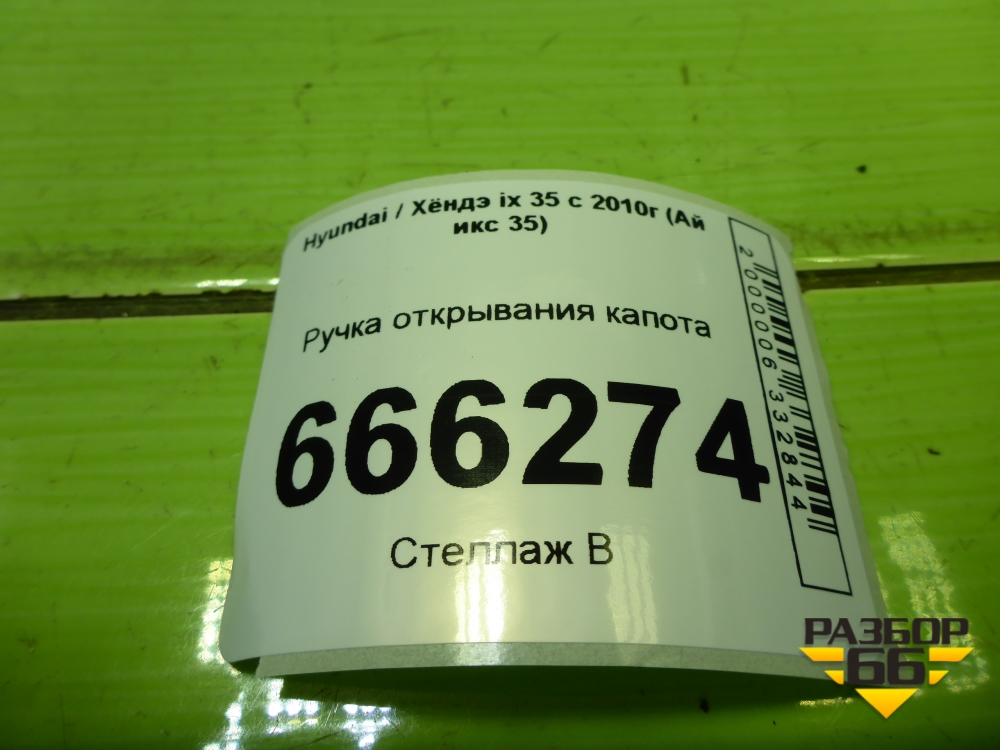 Hyundai / Хёндэ ix 35 с 2010г (Ай
икс 35)
Ручка открывания капота
666274
Стеллаж В
2000006332844
РАЗБОР
66